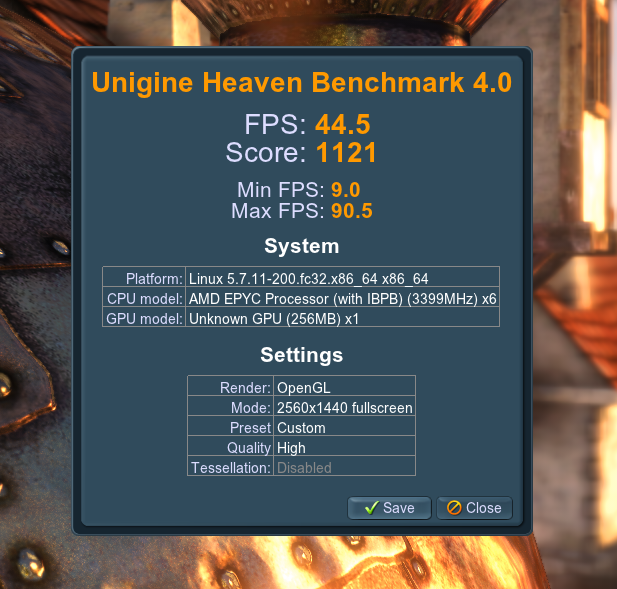 Unigine Heaven Benchmark 4.0
FPS: 44.5
Score: 1121
Min FPS: 9.0
Max FPS: 90.5
System
Platform: Linux 5.7.11-200.fc32.x86_64 x86_64
CPU model: AMD EPYC Processor (with IBPB) (3399MHz) x6
GPU model: Unknown GPU (256MB) x1
Settings
Render: OpenGL
Mode: 2560x1440 fullscreen
Preset Custom
Quality High
Tessellation: Disabled
Save Close